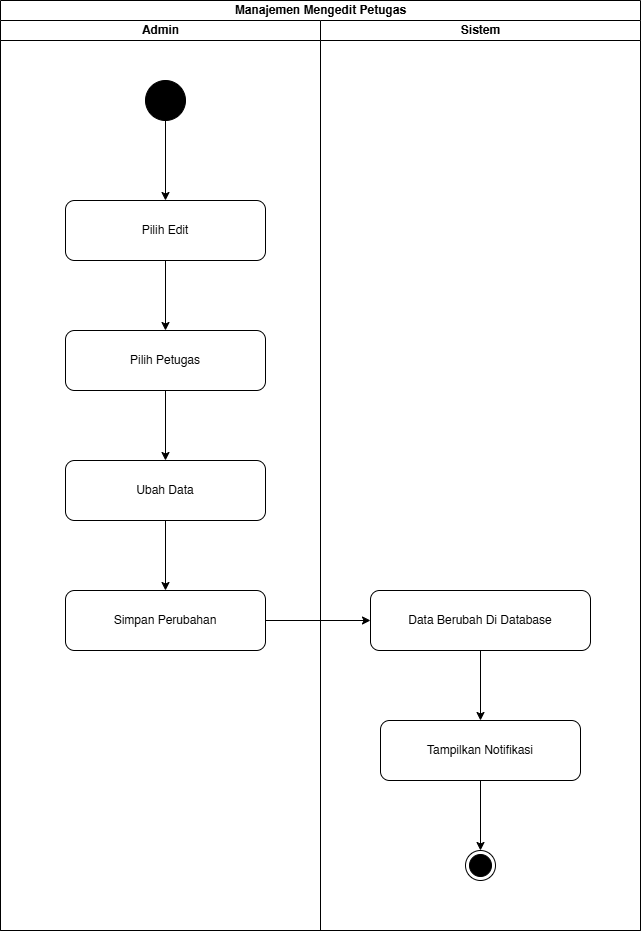 Manajemen Mengedit Petugas
Admin
Sistem
Pilih Edit
Pilih Petugas
Ubah Data
Simpan Perubahan
Data Berubah Di Database
Tampilkan Notifikasi